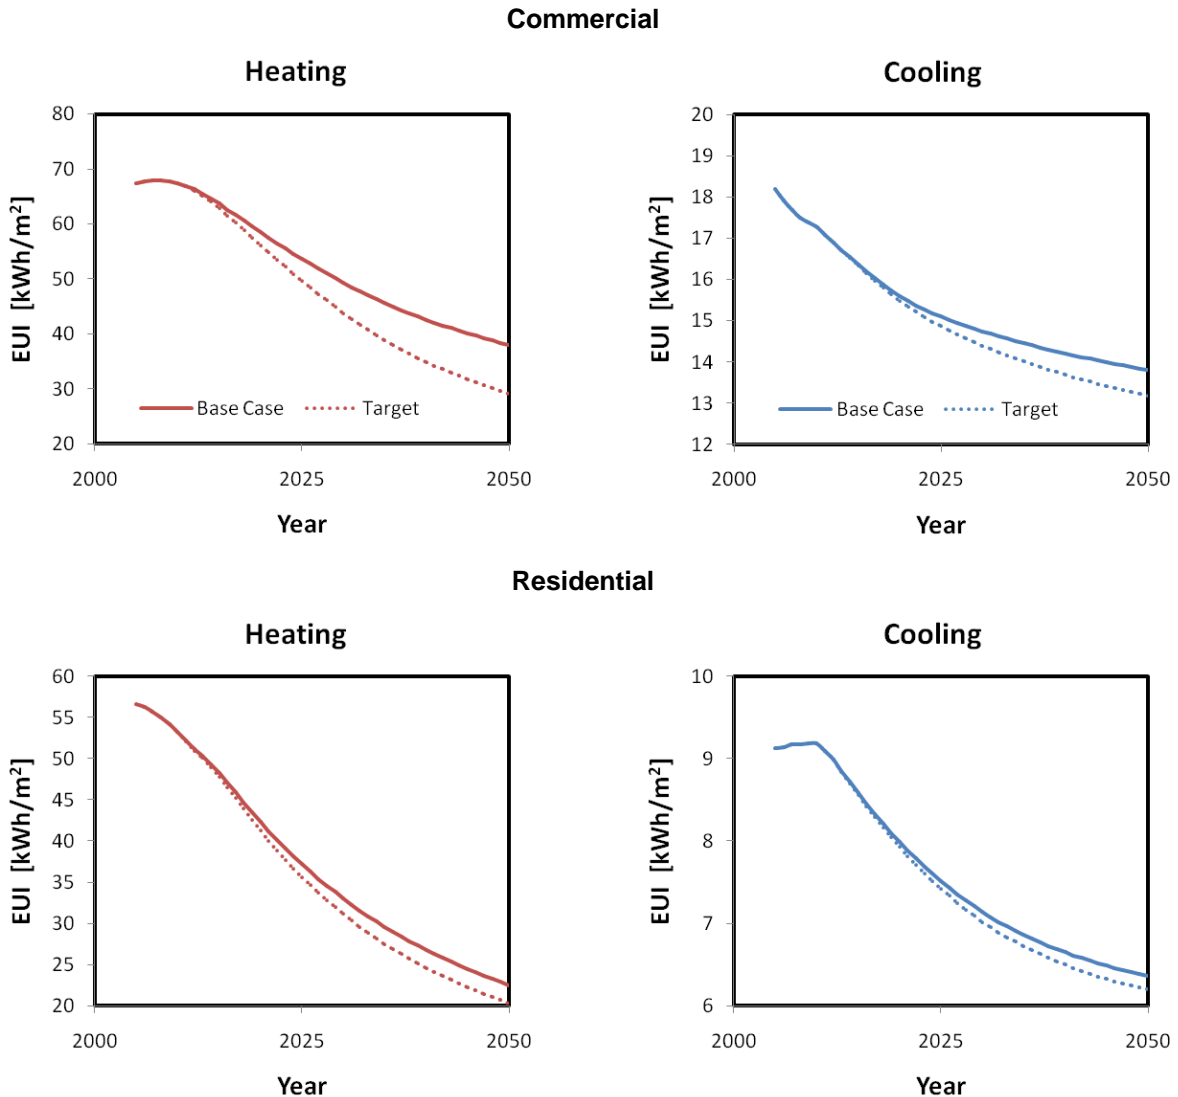 Commercial
Heating
Cooling
EUI [kWh/m²]
80
70
60
50
40
30
20
Base Case
Target
2000
2025
2050
Year
EUI [kWh/m²]
20
19
18
17
16
15
14
13
12
Base Case
Target
2000
2025
2050
Year
Residential
Heating
Cooling
EUI [kWh/m²]
60
55
50
45
40
35
30
25
20
2000
2025
2050
Year
EUI [kWh/m²]
10
9
8
7
6
2000
2025
2050
Year